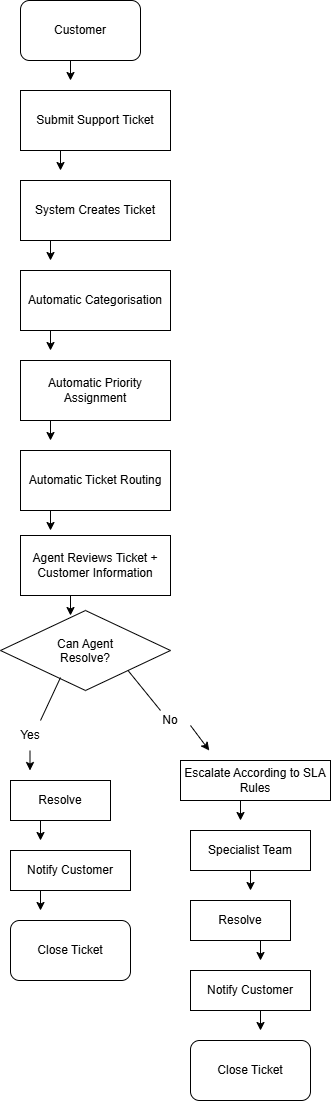 Customer
Submit Support Ticket
System Creates Ticket
Automatic Categorisation
Automatic Priority
Assignment
Automatic Ticket Routing
Agent Reviews Ticket +
Customer Information
Can Agent
Resolve?
Yes
No
Resolve
Notify Customer
Close Ticket
Escalate According to SLA
Rules
Specialist Team
Resolve
Notify Customer
Close Ticket